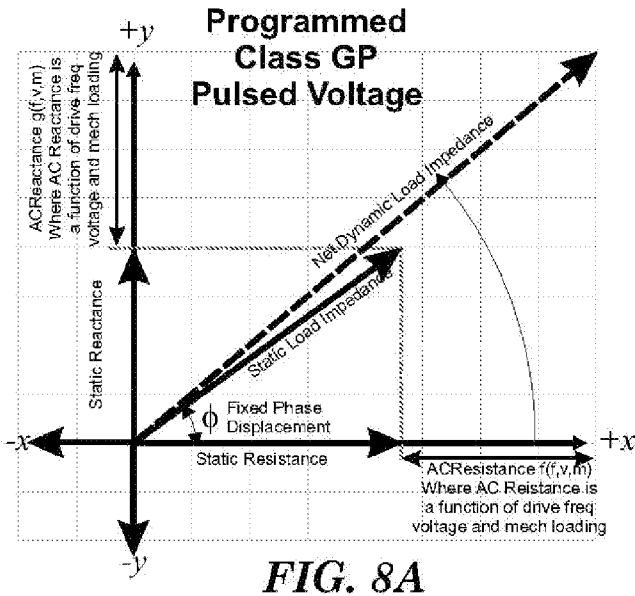 Programmed
Class GP
Pulsed Voltage
+y
ACReactance g(f,v,m)
Where AC Reactance is
a function of drive freq
voltage and mech loading
Net Dynamic Load Impedance
Static Load Impedance
Static Reactance
ϕ
Fixed Phase
Displacement
-x
+x
Static Resistance
ACResistance f(f,v,m)
Where AC Reistance is
a function of drive freq
voltage and mech loading
-y
FIG. 8A